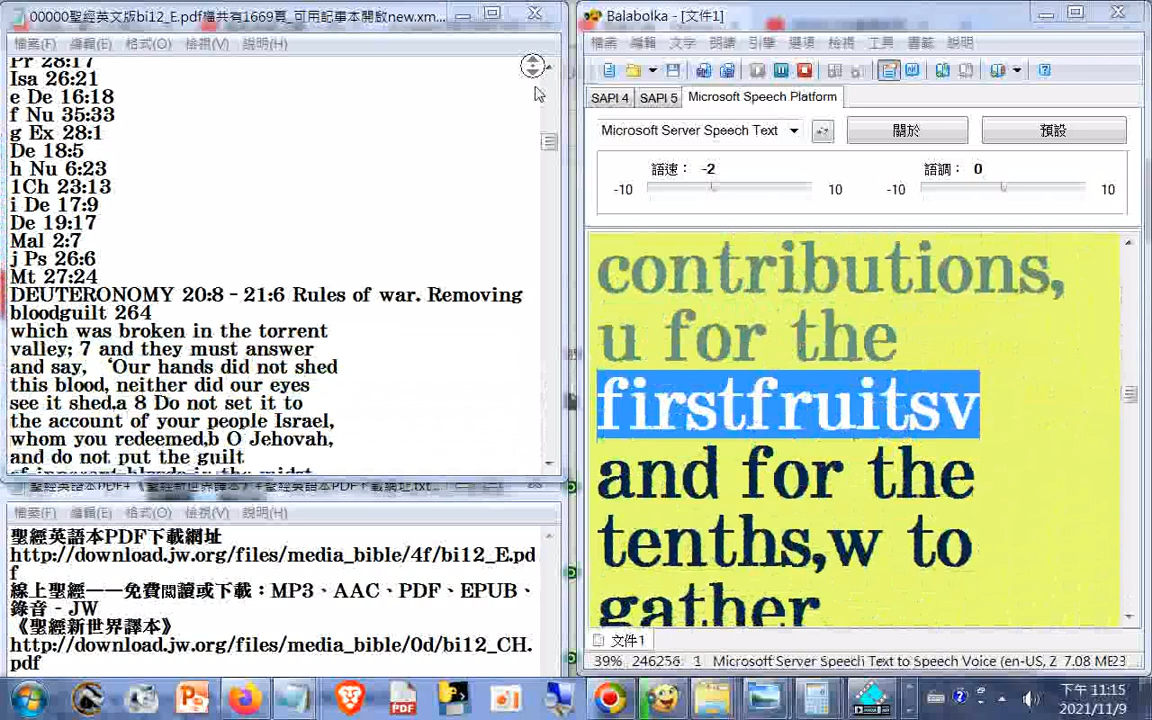 00000聖經英文版bi12_E.pdf檔共有1669頁_可用記事本開啟new.xm...
檔案(F) 編輯(E) 格式(O) 檢視(V) 說明(H)
Pr 28:17
Isa 26:21
e De 16:18
f Nu 35:33
g Ex 28:1
De 18:5
h Nu 6:23
1Ch 23:13
i De 17:9
De 19:17
Mal 2:7
j Ps 26:6
Mt 27:24
DEUTERONOMY 20:8–21:6 Rules of war. Removing
bloodguilt 264
which was broken in the torrent
valley; 7 and they must answer
and say, “Our hands did not shed
this blood, neither did our eyes
see it shed.a 8 Do not set it to
the account of your people Israel,
whom you redeemed,b O Jehovah,
and do not put the guilt
檔案(F) 編輯(E) 格式(O) 檢視(V) 說明(H)
聖經英語本PDF下載網址
http://download.jw.org/files/media_bible/4f/bi12_E.pd
f
線上聖經——免費閱讀或下載：MP3、AAC、PDF、EPUB、
錄音 - JW
《聖經新世界譯本》
http://download.jw.org/files/media_bible/0d/bi12_CH.
pdf
Balabolka - [文件1]
檔案 編輯 文字 朗讀 引擎 選項 檢視 工具 書籤 說明
SAPI 4 SAPI 5 Microsoft Speech Platform
Microsoft Server Speech Text 關於 預設
語速： -2 語調： 0
-10 10 -10 10
contributions,
u for the
firstfruitsv
and for the
tenths,w to
gather
文件1
39% 246256 : 1 Microsoft Server Speech Text to Speech Voice (en-US, Z 7.08 ME23
下午 11:15
2021/11/9